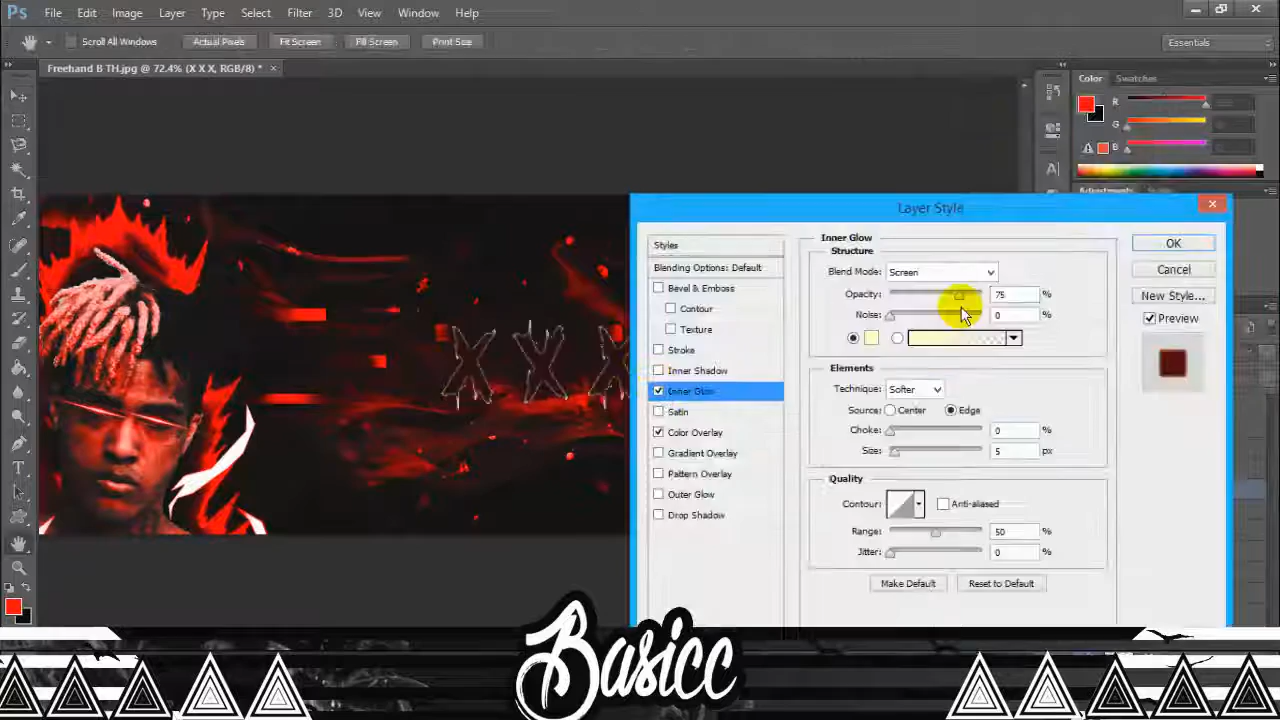 Ps File Edit Image Layer Type Select Filter 3D View Window Help
Scroll All Windows Actual Pixels Fit Screen Fill Screen Print Size Essentials
Freehand B TH.jpg @ 72.4% (X X X, RGB/8) * ×
Color Swatches
R
G
B
Adjustments
X X X
Layer Style
Styles
Blending Options: Default
Bevel & Emboss
Contour
Texture
Stroke
Inner Shadow
Inner Glow
Satin
Color Overlay
Gradient Overlay
Pattern Overlay
Outer Glow
Drop Shadow
Inner Glow
Structure
Blend Mode: Screen
Opacity: 75 %
Noise: 0 %
Elements
Technique: Softer
Source: Center Edge
Choke: 0 %
Size: 5 px
Quality
Contour: Anti-aliased
Range: 50 %
Jitter: 0 %
Make Default Reset to Default
OK
Cancel
New Style...
Preview
Basicc